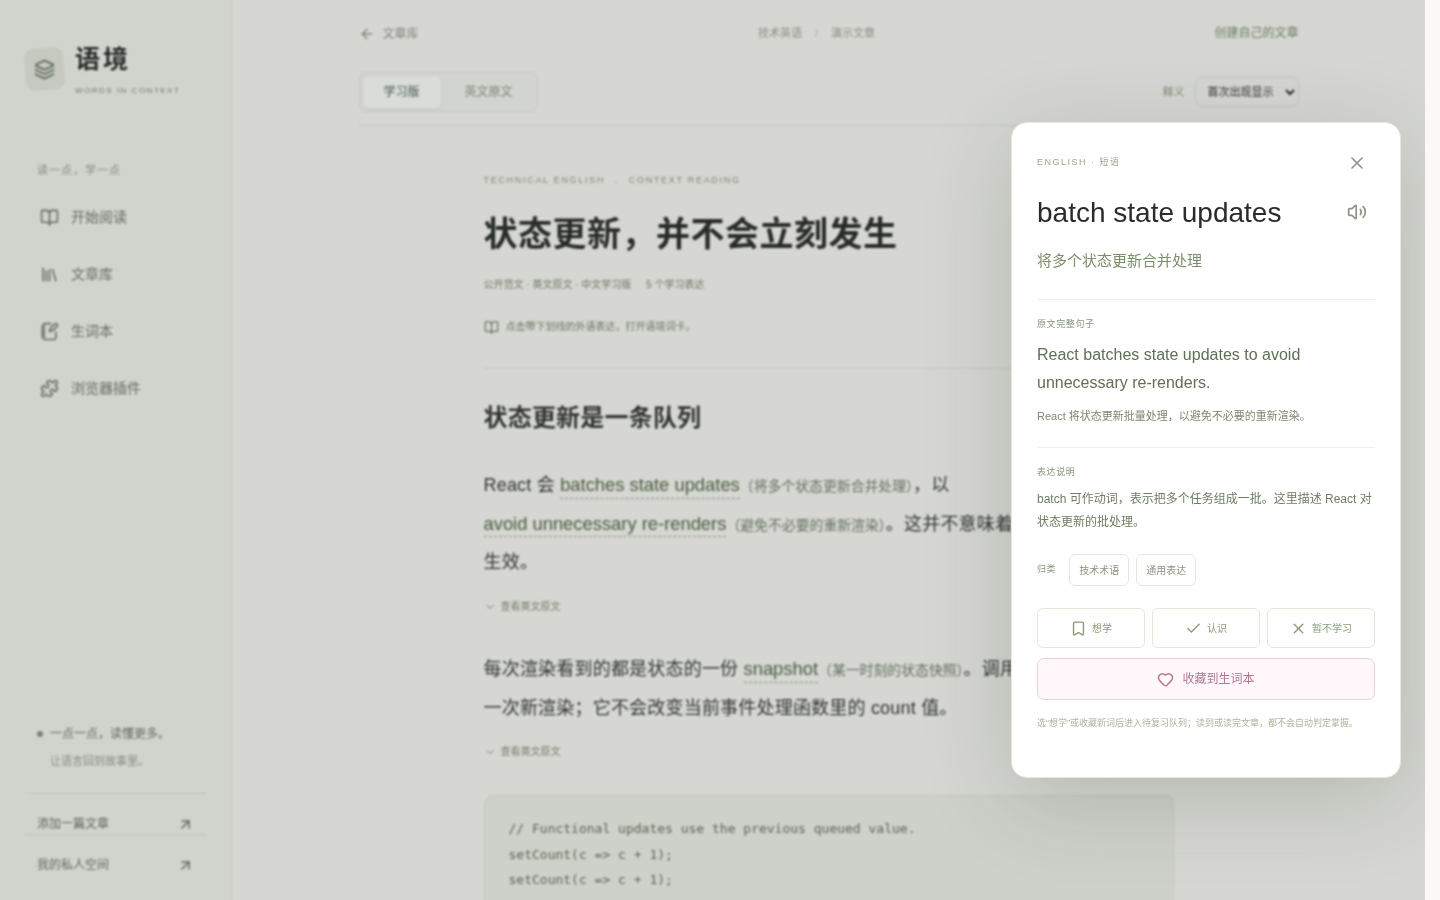 语境
WORDS IN CONTEXT
读一点，学一点
开始阅读
文章库
生词本
浏览器插件
一点一点，读懂更多。
让语言回到故事里。
添加一篇文章
我的私人空间
文章库
技术英语 / 演示文章
创建自己的文章
学习版
英文原文
释义
首次出现显示
TECHNICAL ENGLISH . CONTEXT READING
状态更新，并不会立刻发生
公开范文 · 英文原文 · 中文学习版 5 个学习表达
点击带下划线的外语表达，打开语境词卡。
状态更新是一条队列
React 会 batches state updates（将多个状态更新合并处理），以
avoid unnecessary re-renders（避免不必要的重新渲染）。这并不意味着
生效。
查看英文原文
每次渲染看到的都是状态的一份 snapshot（某一时刻的状态快照）。调用
一次新渲染；它不会改变当前事件处理函数里的 count 值。
查看英文原文
// Functional updates use the previous queued value.
setCount(c => c + 1);
setCount(c => c + 1);
ENGLISH · 短语
batch state updates
将多个状态更新合并处理
原文完整句子
React batches state updates to avoid
unnecessary re-renders.
React 将状态更新批量处理，以避免不必要的重新渲染。
表达说明
batch 可作动词，表示把多个任务组成一批。这里描述 React 对
状态更新的批处理。
归类
技术术语
通用表达
想学
认识
暂不学习
收藏到生词本
选“想学”或收藏新词后进入待复习队列；读到或读完文章，都不会自动判定掌握。